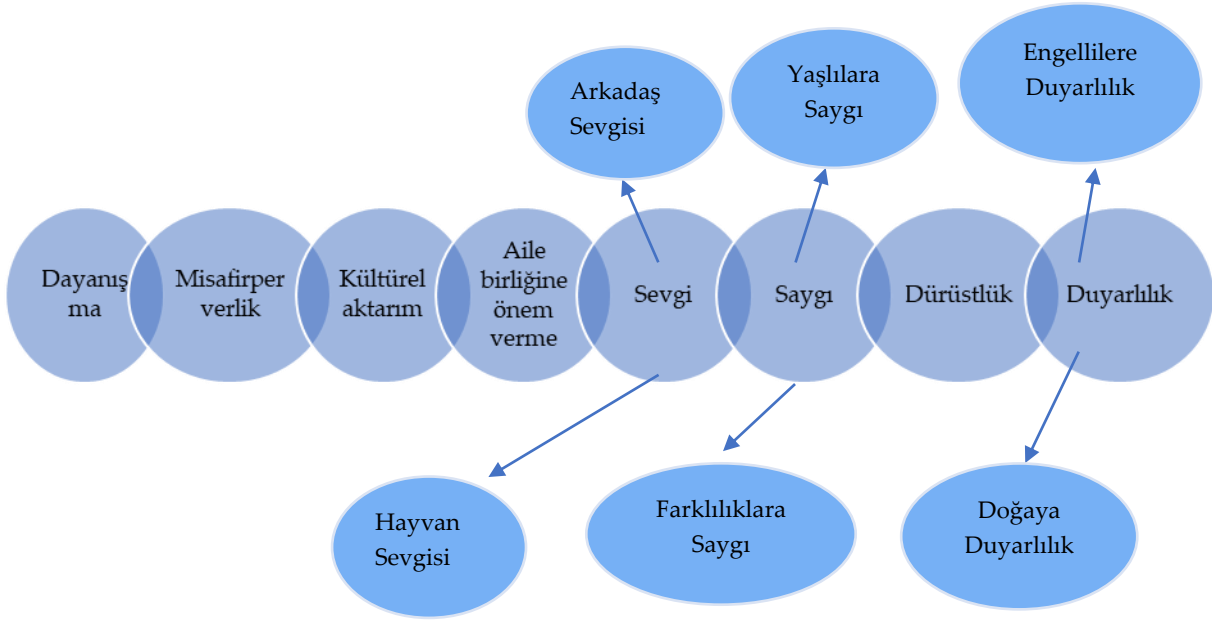 Arkadaş
Sevgisi
Yaşlılara
Saygı
Engellilere
Duyarlılık
Dayanış
ma
Misafirper
verlik
Kültürel
aktarım
Aile
birliğine
önem
verme
Sevgi
Saygı
Dürüstlük
Duyarlılık
Hayvan
Sevgisi
Farklılıklara
Saygı
Doğaya
Duyarlılık